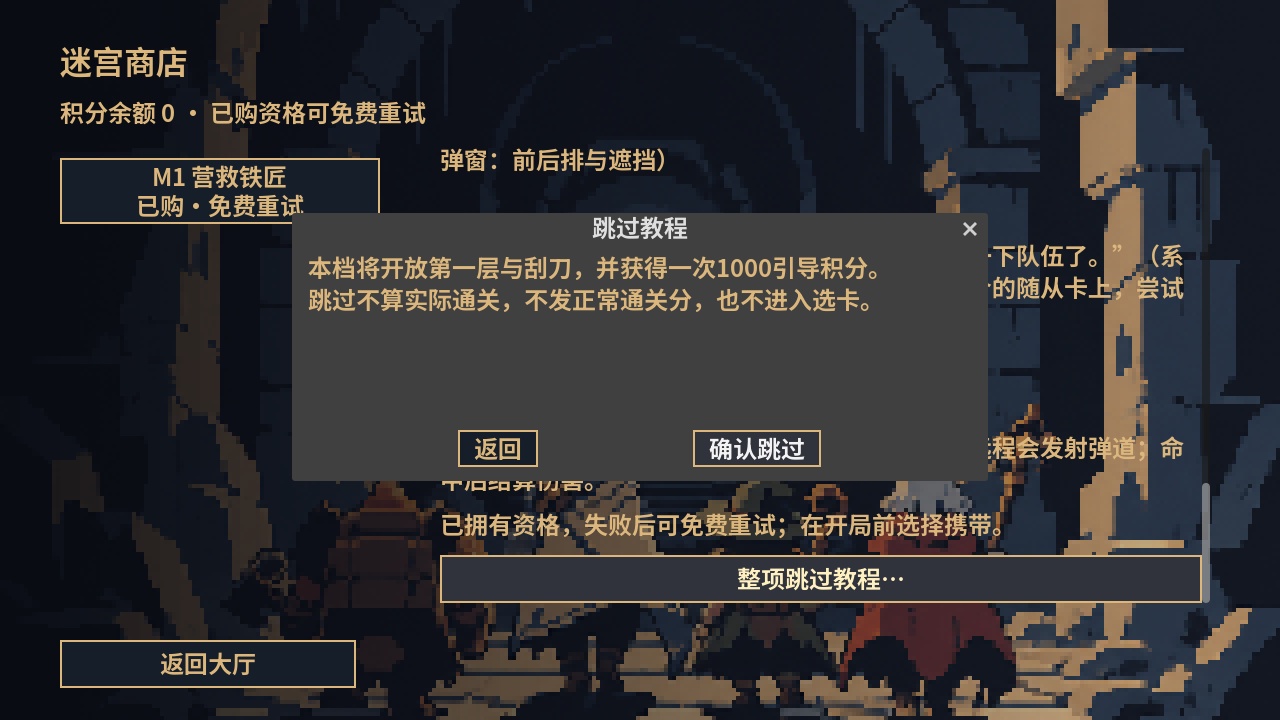 迷宫商店
积分余额 0 · 已购资格可免费重试
M1 营救铁匠
已购·免费重试
弹窗：前后排与遮挡）
跳过教程
×
本档将开放第一层与刮刀，并获得一次1000引导积分。
跳过不算实际通关，不发正常通关分，也不进入选卡。
下队伍了。”（系
的随从卡上，尝试
返回
确认跳过
程会发射弹道；命
中后结算伤害。
已拥有资格，失败后可免费重试；在开局前选择携带。
整项跳过教程…
返回大厅